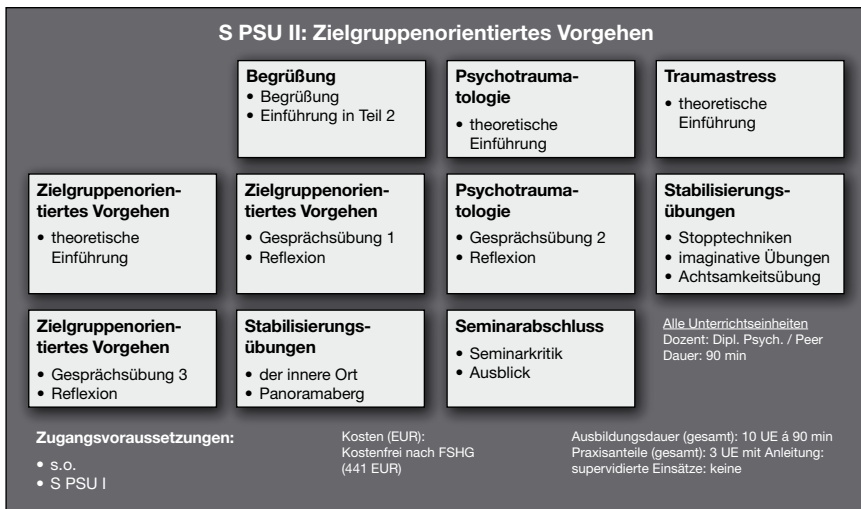 S PSU II: Zielgruppenorientiertes Vorgehen
Begrüßung
• Begrüßung
• Einführung in Teil 2
Psychotrauma-
tologie
• theoretische
Einführung
Traumastress
• theoretische
Einführung
Zielgruppenorien-
tiertes Vorgehen
• theoretische
Einführung
Zielgruppenorien-
tiertes Vorgehen
• Gesprächsübung 1
• Reflexion
Psychotrauma-
tologie
• Gesprächsübung 2
• Reflexion
Stabilisierungs-
übungen
• Stopptechniken
• imaginative Übungen
• Achtsamkeitsübung
Zielgruppenorien-
tiertes Vorgehen
• Gesprächsübung 3
• Reflexion
Stabilisierungs-
übungen
• der innere Ort
• Panoramaberg
Seminarabschluss
• Seminarkritik
• Ausblick
Alle Unterrichtseinheiten
Dozent: Dipl. Psych. / Peer
Dauer: 90 min
Zugangsvoraussetzungen:
• s.o.
• S PSU I
Kosten (EUR):
Kostenfrei nach FSHG
(441 EUR)
Ausbildungsdauer (gesamt): 10 UE á 90 min
Praxisanteile (gesamt): 3 UE mit Anleitung:
supervidierte Einsätze: keine